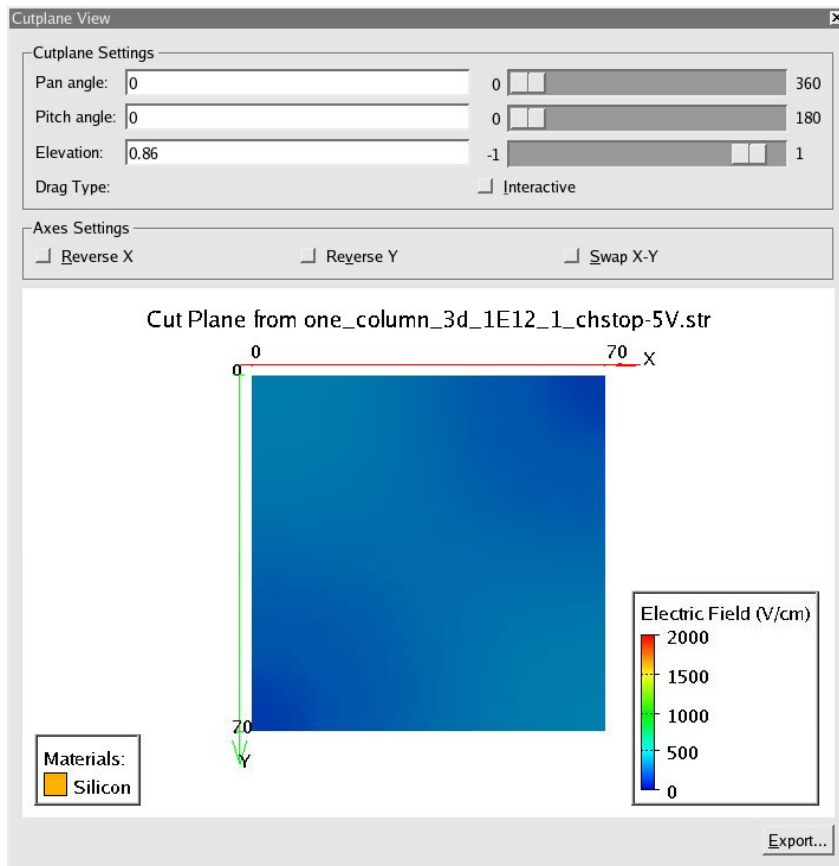 Cutplane View
Cutplane Settings
Pan angle: 0 0 360
Pitch angle: 0 0 180
Elevation: 0.86 -1 1
Drag Type: Interactive
Axes Settings
Reverse X Reverse Y Swap X-Y
Cut Plane from one_column_3d_1E12_1_chstop-5V.str
0 70 X
0
70
Y
Electric Field (V/cm)
2000
1500
1000
500
0
Materials:
Silicon
Export...